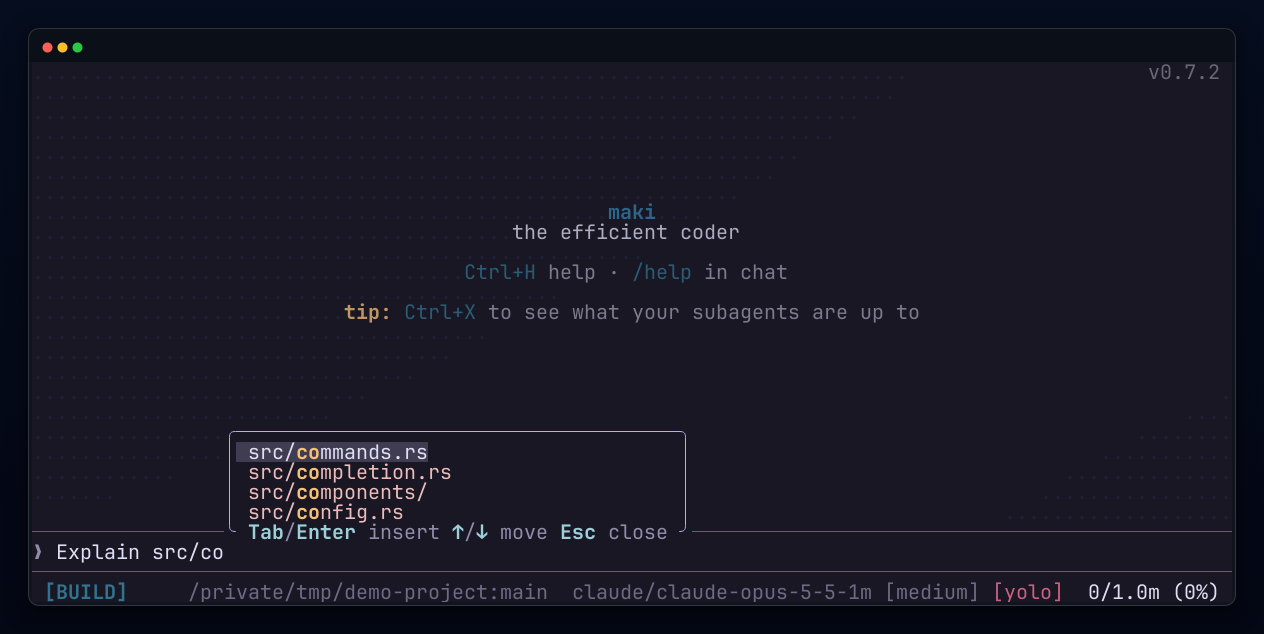 v0.7.2
maki
the efficient coder
Ctrl+H help · /help in chat
tip: Ctrl+X to see what your subagents are up to
src/commands.rs
src/completion.rs
src/components/
src/config.rs
Tab/Enter insert ↑/↓ move Esc close
❯ Explain src/co
[BUILD] /private/tmp/demo-project:main claude/claude-opus-5-5-1m [medium] [yolo] 0/1.0m (0%)